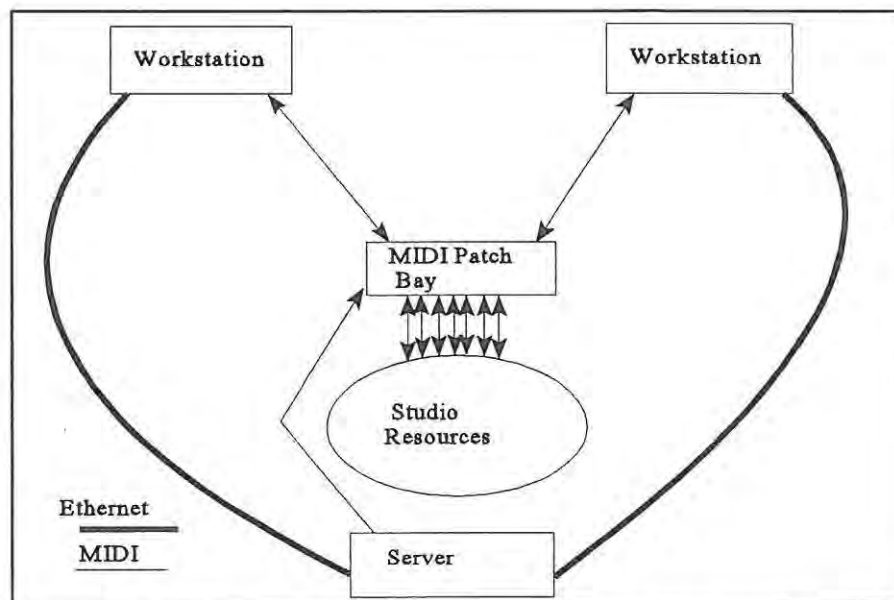 Workstation
Workstation
MIDI Patch
Bay
Studio
Resources
Ethernet
MIDI
Server